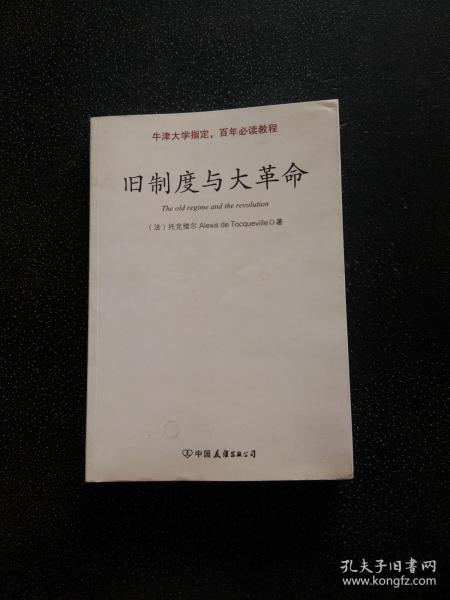 牛津大学指定，百年必读教程
旧制度与大革命
The old regime and the revolution
（法）托克维尔 Alexis de Tocqueville◎著
中国友谊出版公司
孔夫子旧书网
www.kongfz.com